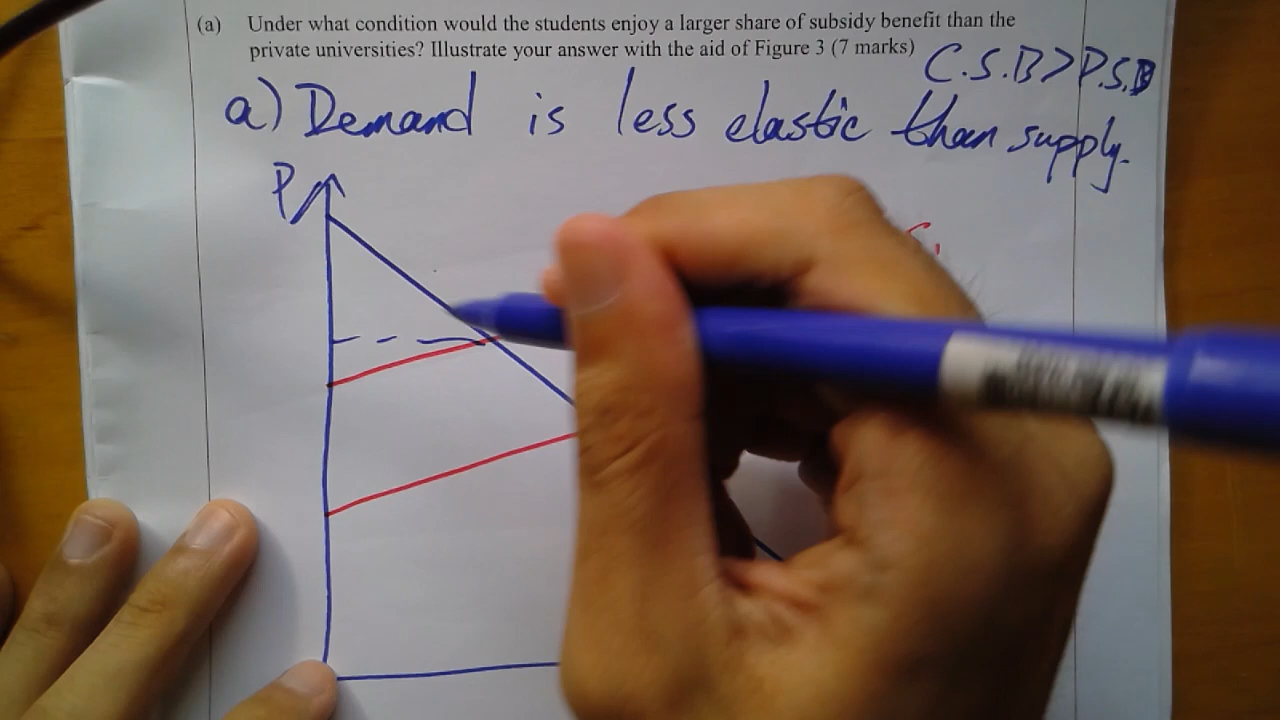 (a) Under what condition would the students enjoy a larger share of subsidy benefit than the
private universities? Illustrate your answer with the aid of Figure 3 (7 marks)
C.S.B > P.S.B
a) Demand is less elastic than supply.
P
S1